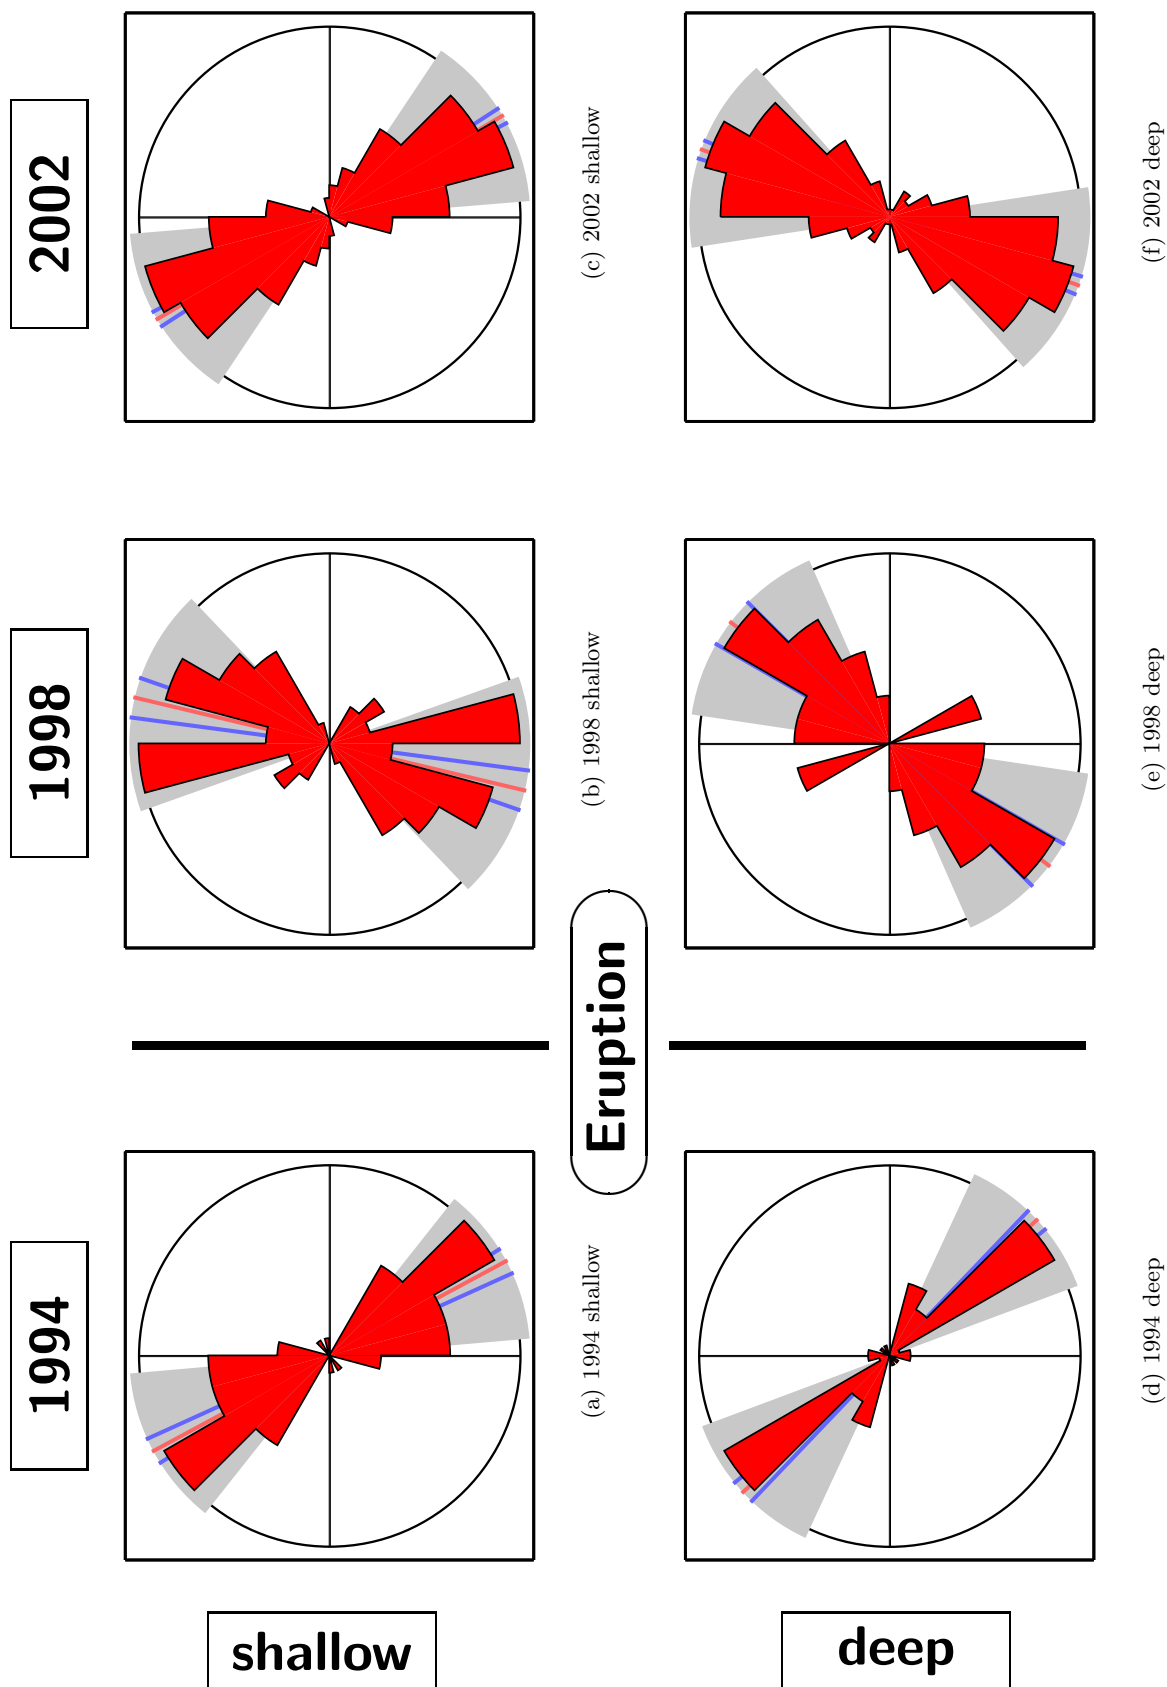 2002
(c) 2002 shallow
(f) 2002 deep
1998
(b) 1998 shallow
(e) 1998 deep
Eruption
1994
(a) 1994 shallow
(d) 1994 deep
shallow
deep